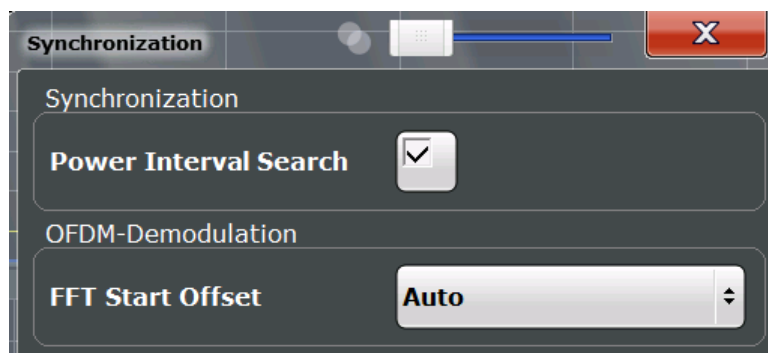 Synchronization
X
Synchronization
Power Interval Search
OFDM-Demodulation
FFT Start Offset
Auto